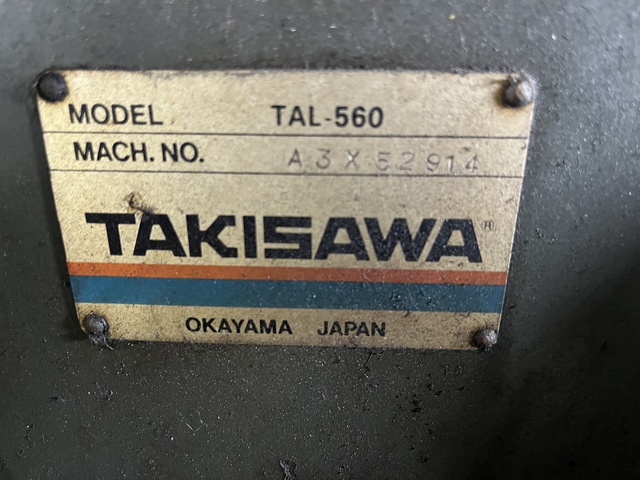 MODEL TAL-560
MACH. NO. A3X52914
TAKISAWA®
OKAYAMA JAPAN